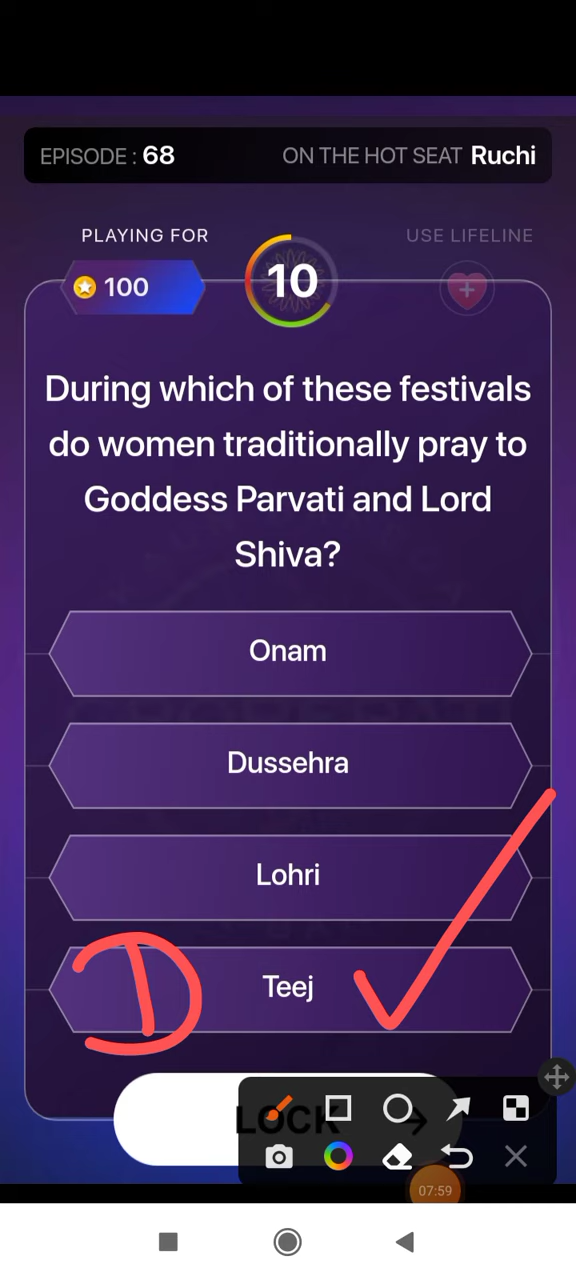 EPISODE : 68
ON THE HOT SEAT Ruchi
PLAYING FOR
USE LIFELINE
100
10
During which of these festivals
do women traditionally pray to
Goddess Parvati and Lord
Shiva?
Onam
Dussehra
Lohri
D
Teej
LOCK
07:59